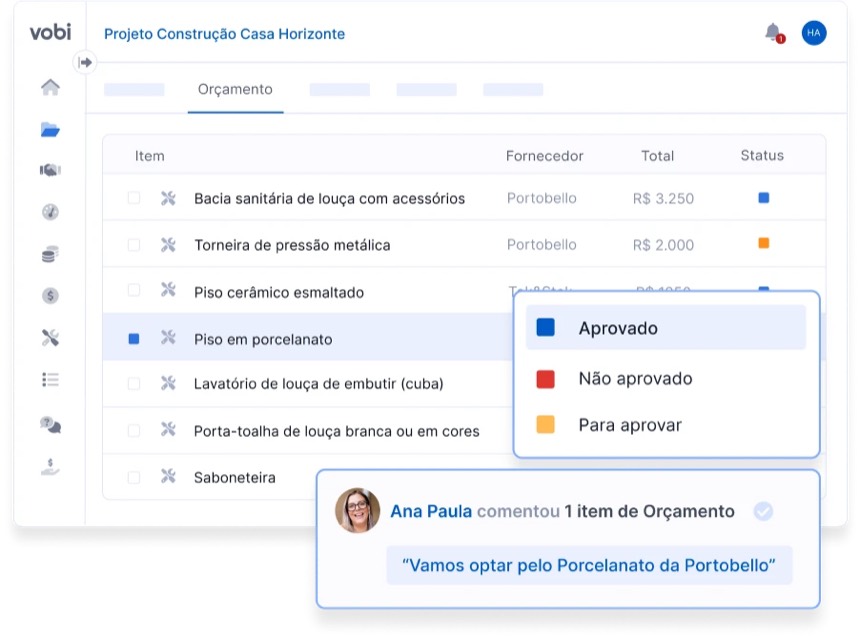 vobi
Projeto Construção Casa Horizonte
1
HA
Orçamento
Item Fornecedor Total Status
Bacia sanitária de louça com acessórios Portobello R$ 3.250
Torneira de pressão metálica Portobello R$ 2.000
Piso cerâmico esmaltado
Piso em porcelanato
Lavatório de louça de embutir (cuba)
Porta-toalha de louça branca ou em cores
Saboneteira
Aprovado
Não aprovado
Para aprovar
Ana Paula comentou 1 item de Orçamento
“Vamos optar pelo Porcelanato da Portobello”